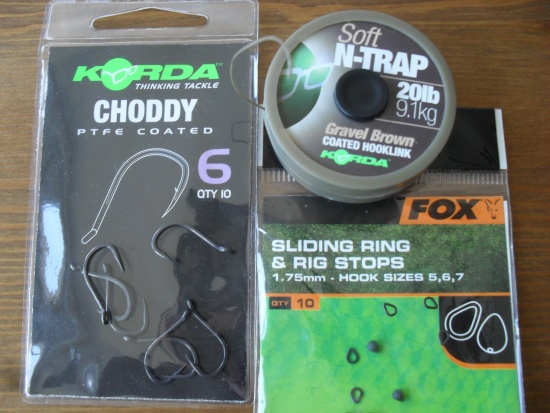 KORDA
THINKING TACKLE
CHODDY
PTFE COATED
6
QTY 10
Soft
N-TRAP
20lb
9.1kg
Gravel Brown
COATED HOOKLINK
KORDA
FOX
SLIDING RING
& RIG STOPS
1.75mm - HOOK SIZES 5,6,7
QTY 10